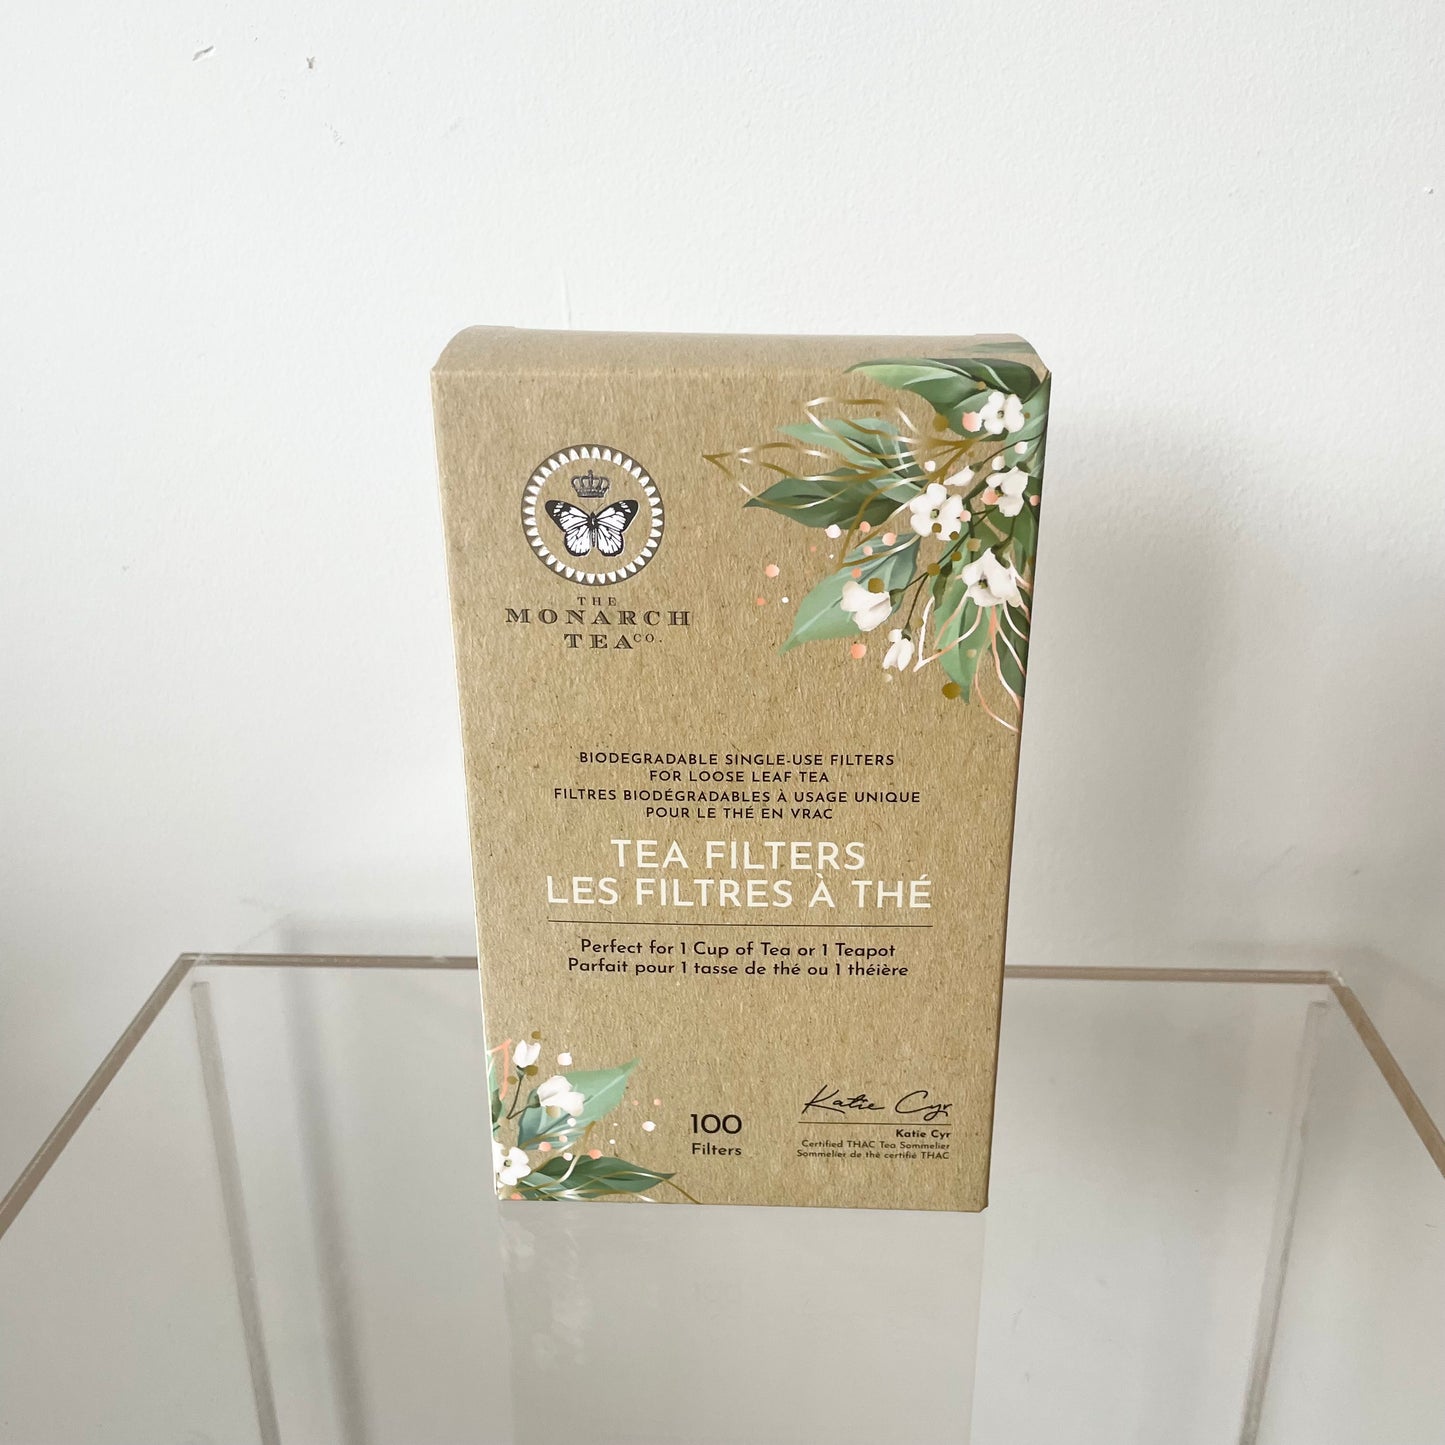 THE
MONARCH
TEA CO.
BIODEGRADABLE SINGLE-USE FILTERS
FOR LOOSE LEAF TEA
FILTRES BIODÉGRADABLES À USAGE UNIQUE
POUR LE THÉ EN VRAC
TEA FILTERS
LES FILTRES À THÉ
Perfect for 1 Cup of Tea or 1 Teapot
Parfait pour 1 tasse de thé ou 1 théière
100
Filters
Katie Cyr
Katie Cyr
Certified THAC Tea Sommelier
Sommelier de thé certifié THAC